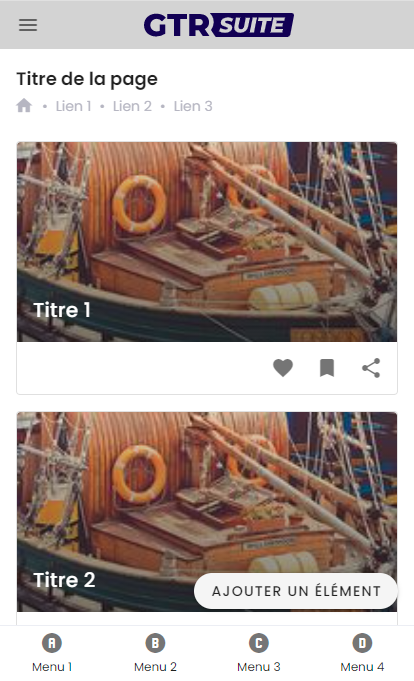 GTR SUITE
Titre de la page
• Lien 1 • Lien 2 • Lien 3
Titre 1
Titre 2
AJOUTER UN ÉLÉMENT
A B C D
Menu 1 Menu 2 Menu 3 Menu 4